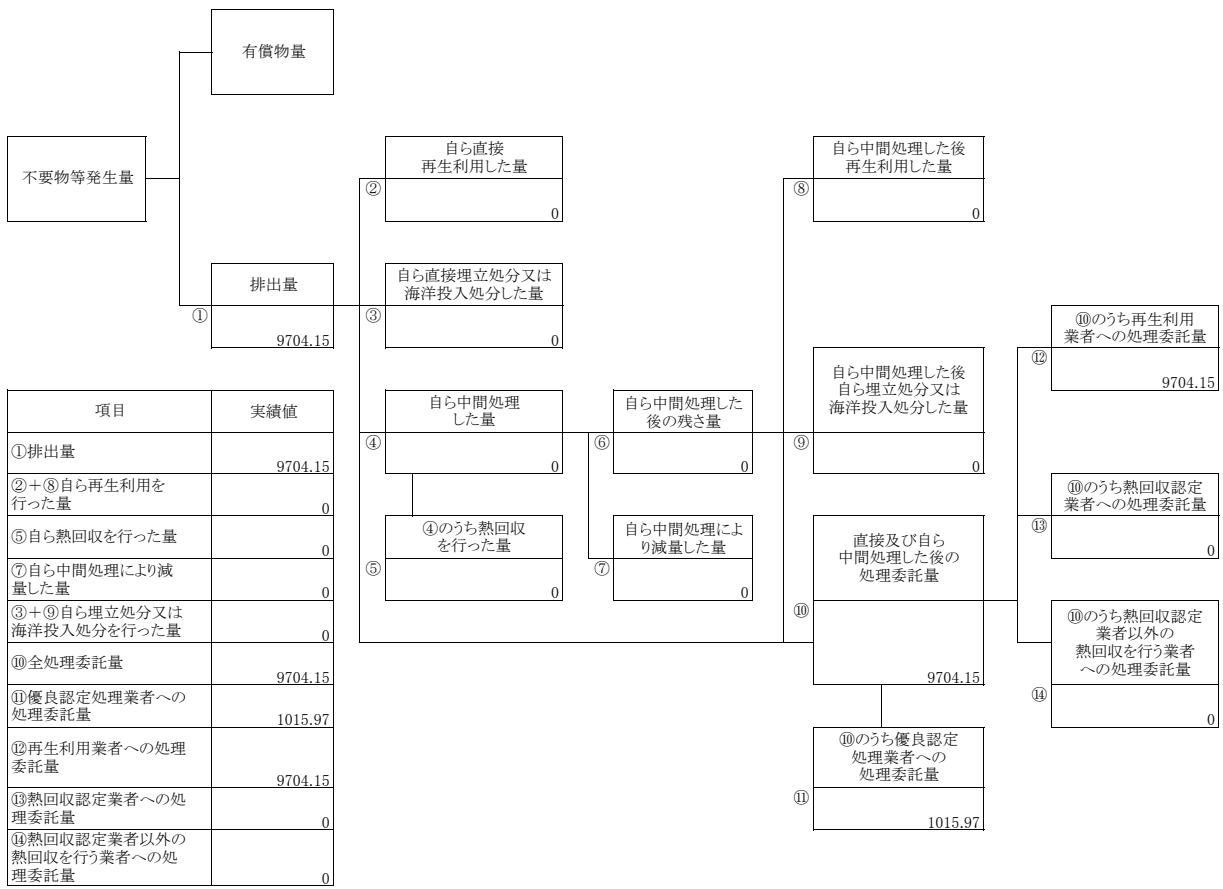 有償物量
不要物等発生量
排出量
①
9704.15
自ら直接
再生利用した量
②
0
自ら直接埋立処分又は
海洋投入処分した量
③
0
自ら中間処理
した量
④
0
④のうち熱回収
を行った量
⑤
0
自ら中間処理した
後の残さ量
⑥
0
自ら中間処理によ
り減量した量
⑦
0
自ら中間処理した後
再生利用した量
⑧
0
自ら中間処理した後
自ら埋立処分又は
海洋投入処分した量
⑨
0
直接及び自ら
中間処理した後の
処理委託量
⑩
9704.15
⑩のうち優良認定
処理業者への
処理委託量
⑪
1015.97
⑩のうち再生利用
業者への処理委託量
⑫
9704.15
⑩のうち熱回収認定
業者への処理委託量
⑬
0
⑩のうち熱回収認定
業者以外の
熱回収を行う業者
への処理委託量
⑭
0
項目 実績値
①排出量
9704.15
②+⑧自ら再生利用を
行った量
0
⑤自ら熱回収を行った量
0
⑦自ら中間処理により減
量した量
0
③+⑨自ら埋立処分又は
海洋投入処分を行った量
0
⑩全処理委託量
9704.15
⑪優良認定処理業者への
処理委託量
1015.97
⑫再生利用業者への処理
委託量
9704.15
⑬熱回収認定業者への処
理委託量
0
⑭熱回収認定業者以外の
熱回収を行う業者への処
理委託量
0